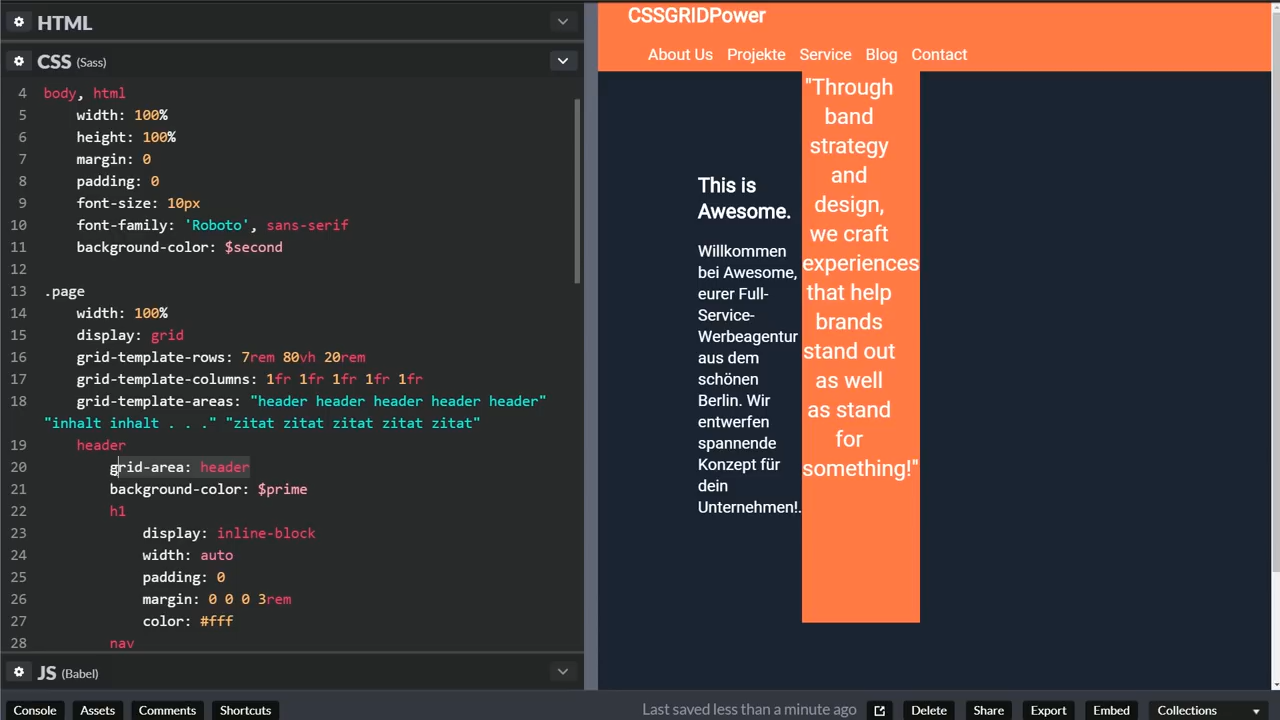 HTML
CSS (Sass)
4 body, html
5 width: 100%
6 height: 100%
7 margin: 0
8 padding: 0
9 font-size: 10px
10 font-family: 'Roboto', sans-serif
11 background-color: $second
12
13 .page
14 width: 100%
15 display: grid
16 grid-template-rows: 7rem 80vh 20rem
17 grid-template-columns: 1fr 1fr 1fr 1fr 1fr
18 grid-template-areas: "header header header header header"
"inhalt inhalt . . ." "zitat zitat zitat zitat zitat"
19 header
20 grid-area: header
21 background-color: $prime
22 h1
23 display: inline-block
24 width: auto
25 padding: 0
26 margin: 0 0 0 3rem
27 color: #fff
28 nav
JS (Babel)
CSSGRIDPower
About Us Projekte Service Blog Contact
This is
Awesome.
Willkommen
bei Awesome,
eurer Full-
Service-
Werbeagentur
aus dem
schönen
Berlin. Wir
entwerfen
spannende
Konzept für
dein
Unternehmen!.
"Through
band
strategy
and
design,
we craft
experiences
that help
brands
stand out
as well
as stand
for
something!"
Console Assets Comments Shortcuts Last saved less than a minute ago Delete Share Export Embed Collections